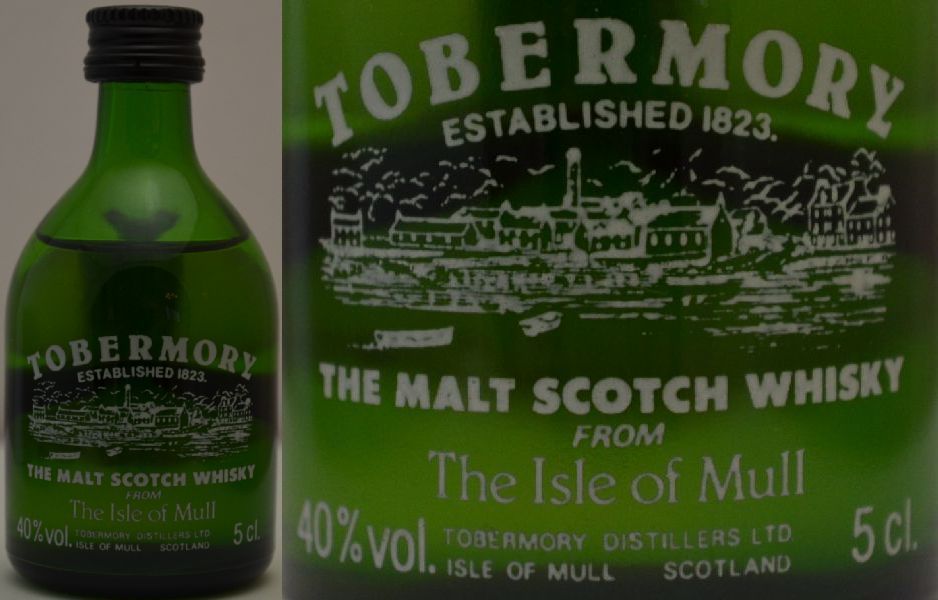 TOBERMORY
ESTABLISHED 1823.
THE MALT SCOTCH WHISKY
FROM
The Isle of Mull
40%vol. TOBERMORY DISTILLERS LTD. 5 cl.
ISLE OF MULL SCOTLAND
TOBERMORY
ESTABLISHED 1823.
THE MALT SCOTCH WHISKY
FROM
The Isle of Mull
40%vol. TOBERMORY DISTILLERS LTD. 5 cl.
ISLE OF MULL SCOTLAND